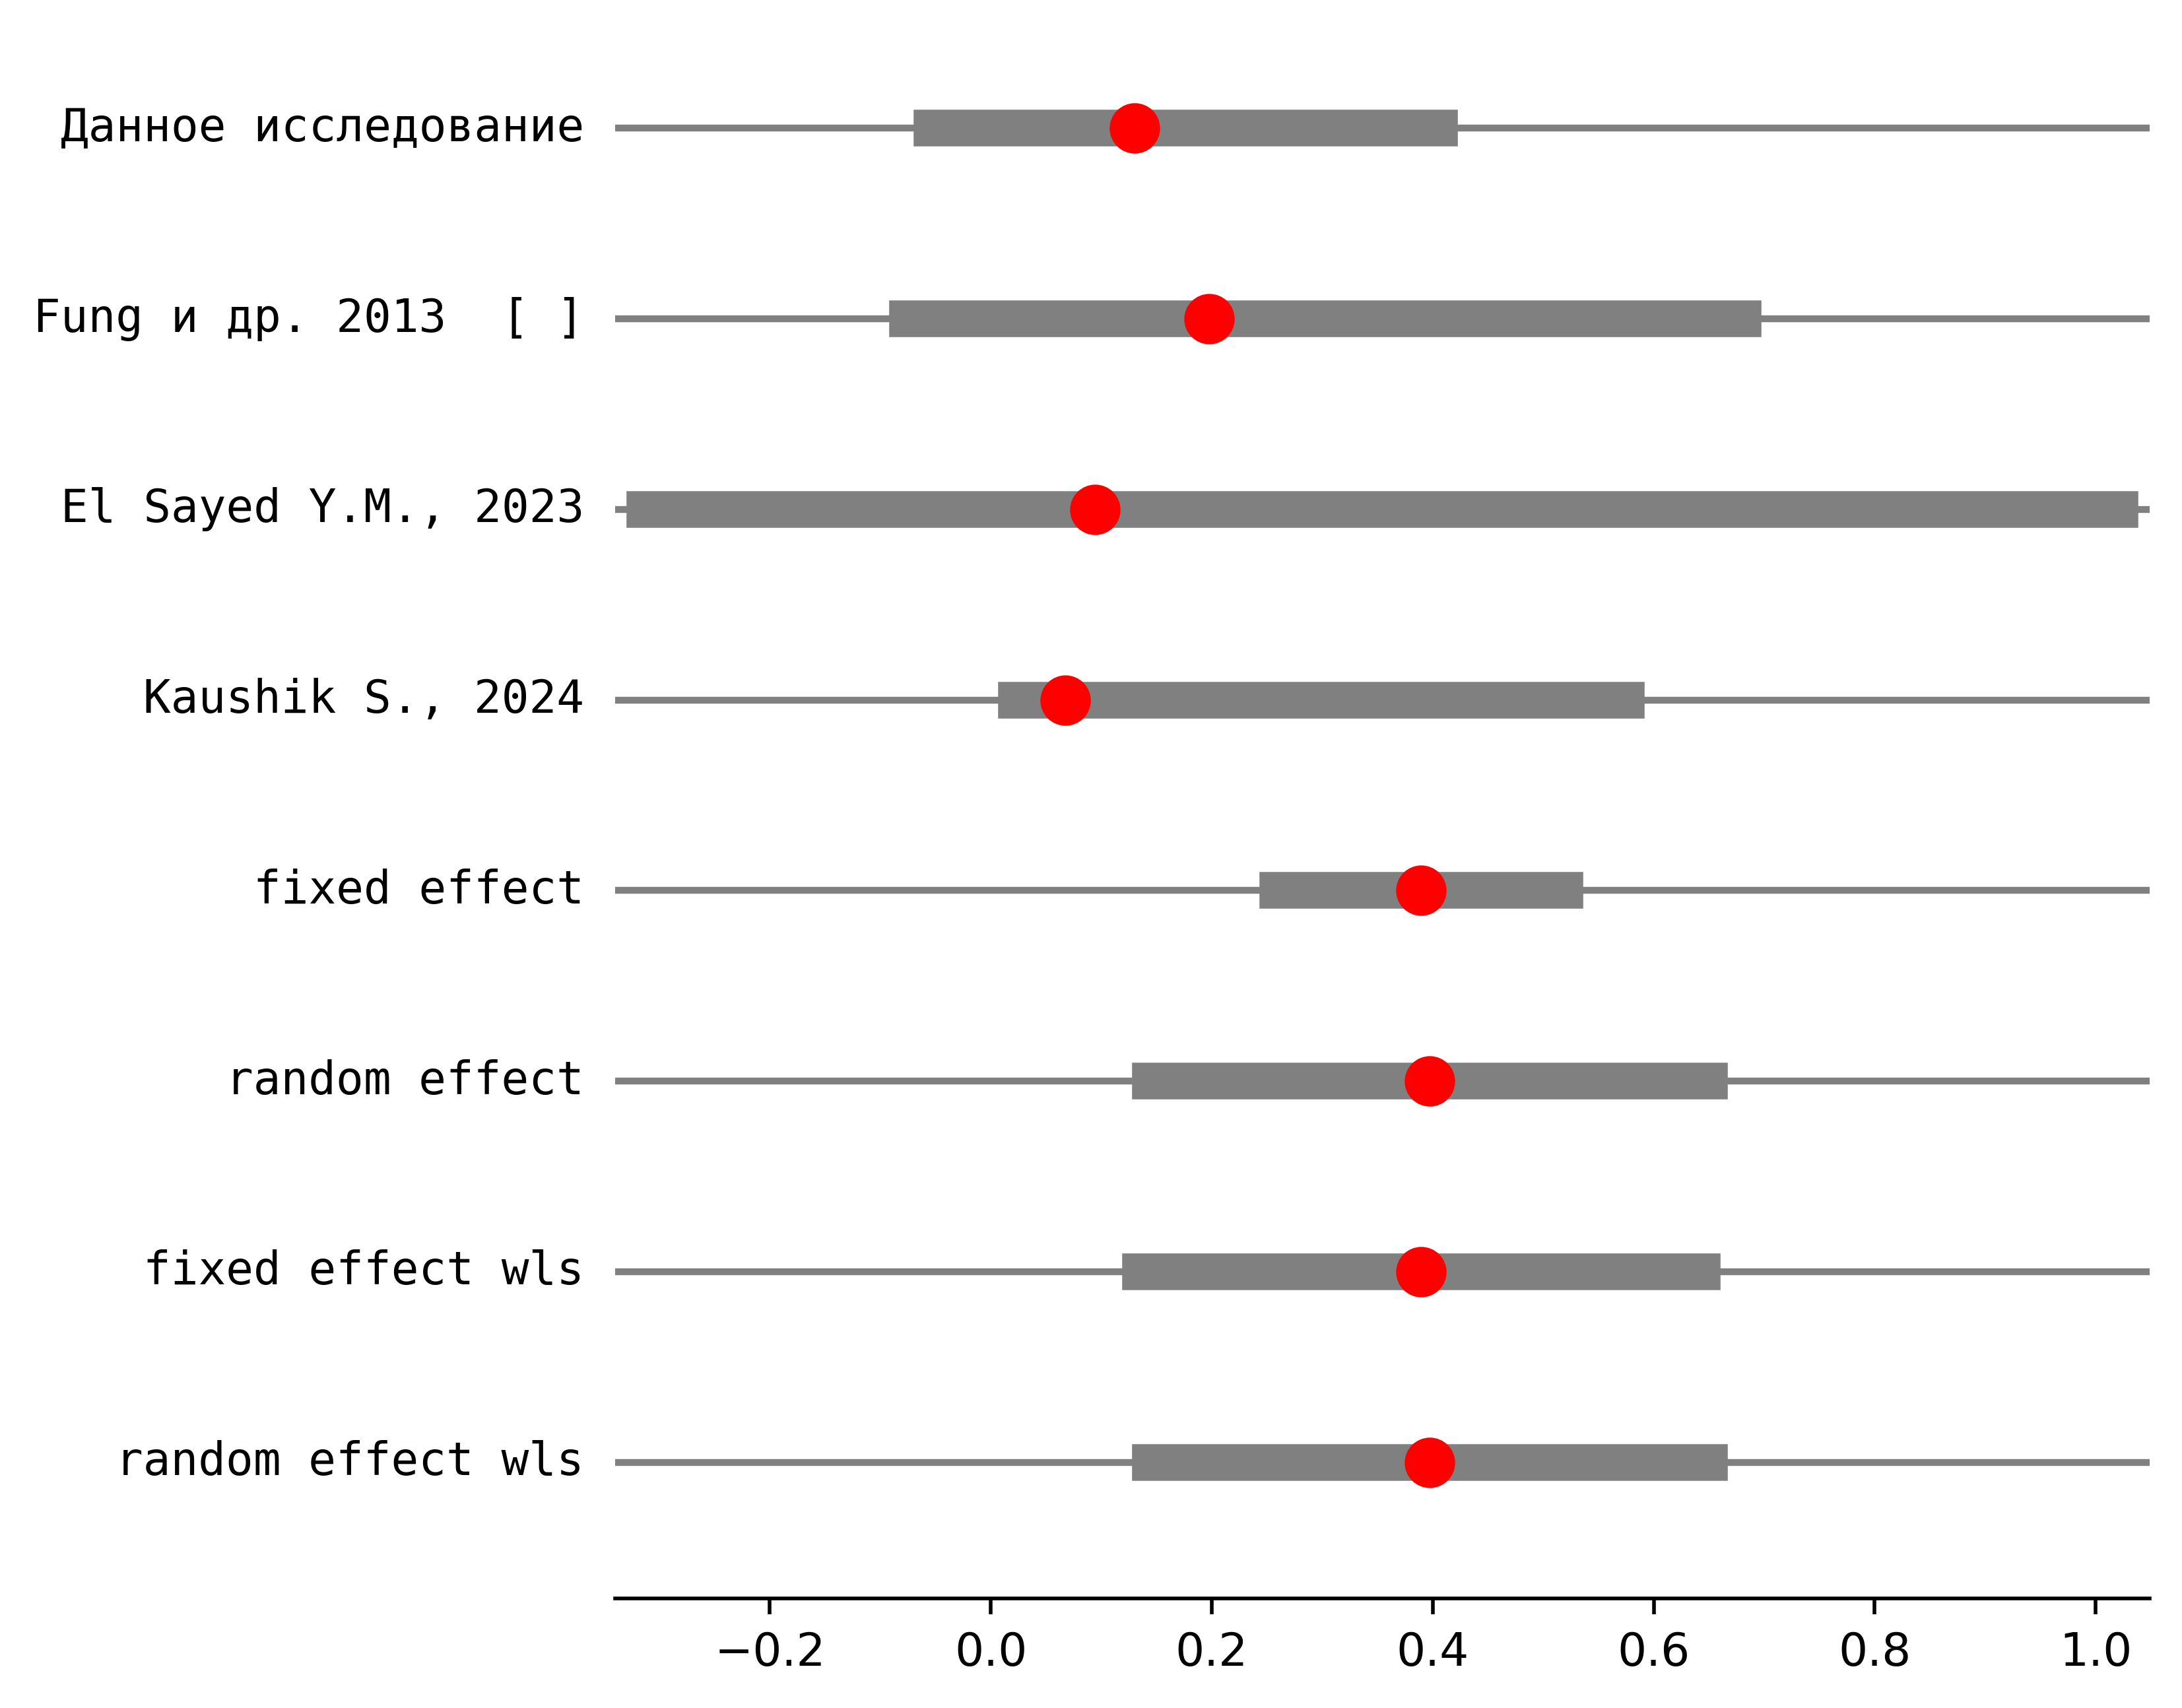 Данное исследование
Fung и др. 2013  [ ]
El Sayed Y.M., 2023
Kaushik S., 2024
fixed effect
random effect
fixed effect wls
random effect wls
−0.2 0.0 0.2 0.4 0.6 0.8 1.0